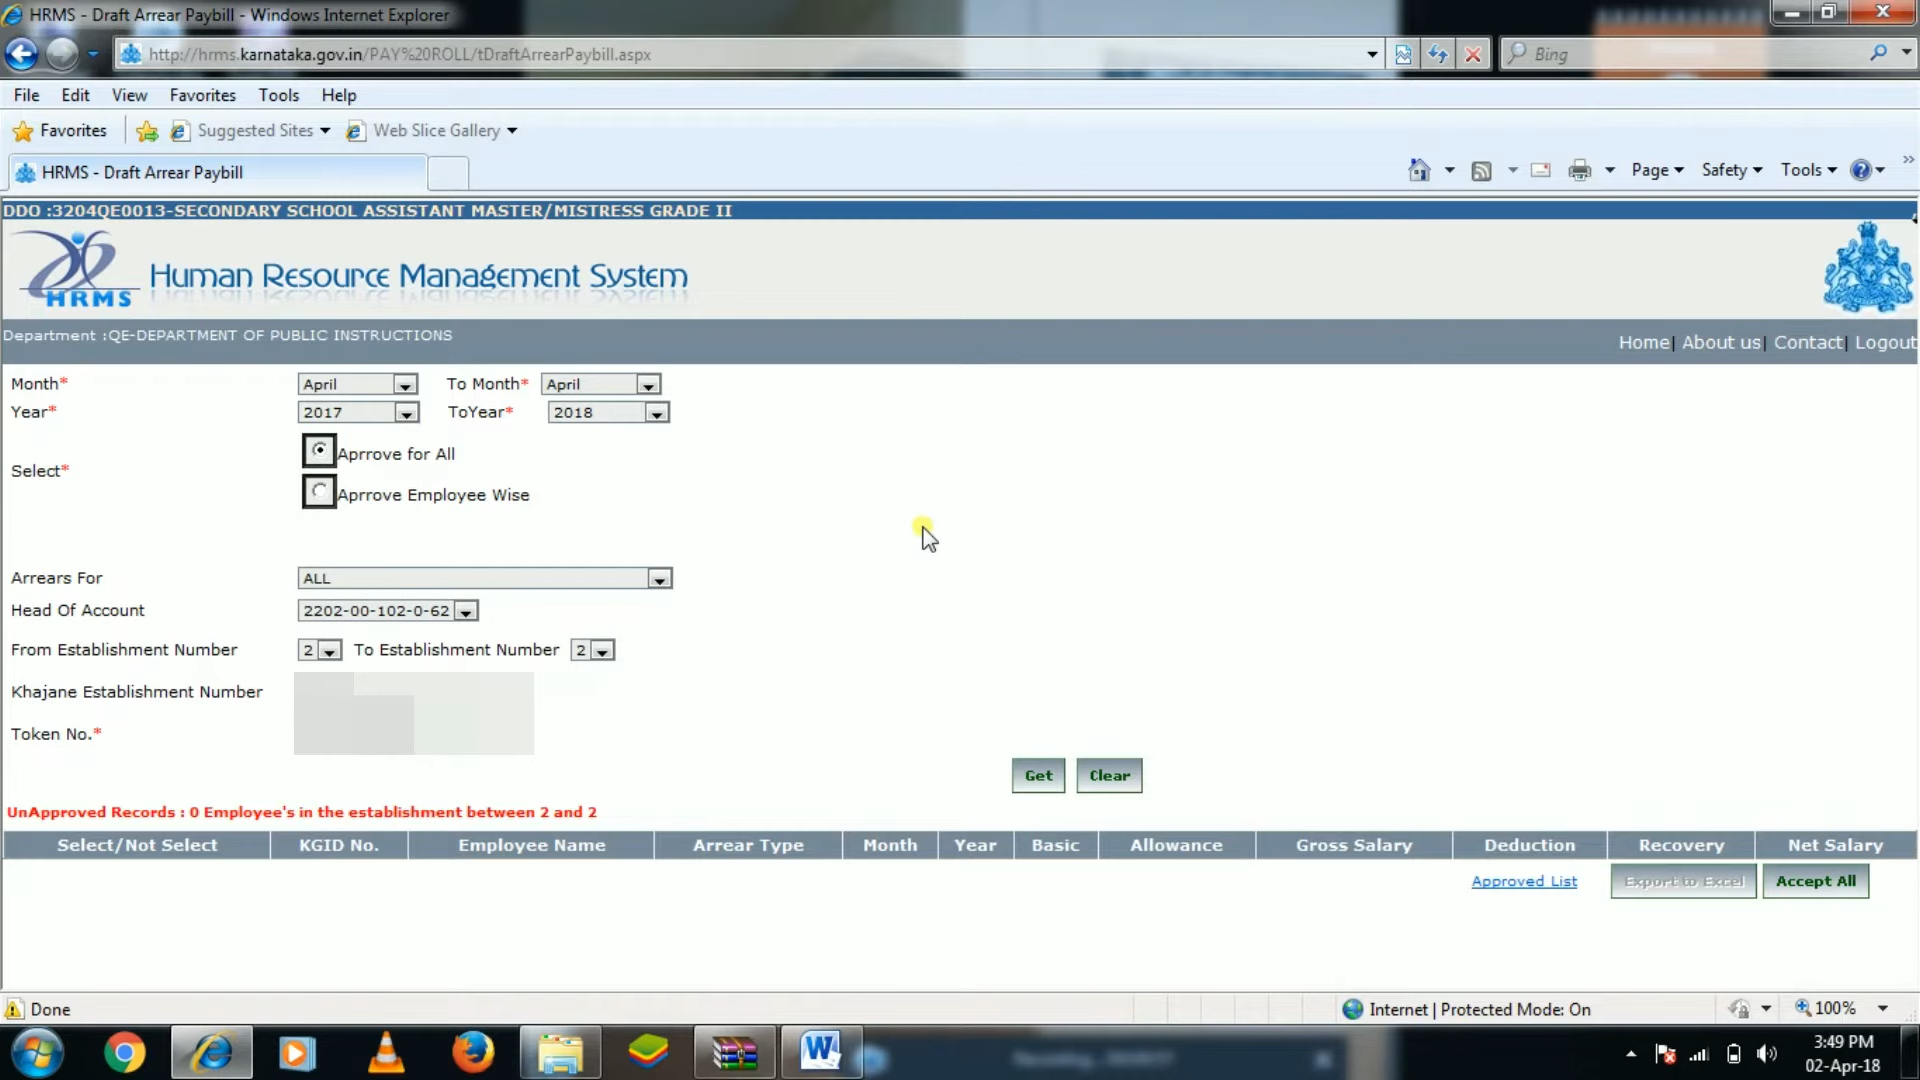 HRMS - Draft Arrear Paybill - Windows Internet Explorer
http://hrms.karnataka.gov.in/PAY%20ROLL/tDraftArrearPaybill.aspx
Bing
File Edit View Favorites Tools Help
Favorites Suggested Sites Web Slice Gallery
HRMS - Draft Arrear Paybill Page Safety Tools
DDO :3204QE0013-SECONDARY SCHOOL ASSISTANT MASTER/MISTRESS GRADE II
HRMS Human Resource Management System
Department :QE-DEPARTMENT OF PUBLIC INSTRUCTIONS
Home| About us| Contact| Logout
Month* April To Month* April
Year* 2017 ToYear* 2018
Select*
Aprrove for All
Aprrove Employee Wise
Arrears For ALL
Head Of Account 2202-00-102-0-62
From Establishment Number 2 To Establishment Number 2
Khajane Establishment Number
Token No.*
Get Clear
UnApproved Records : 0 Employee's in the establishment between 2 and 2
Select/Not Select KGID No. Employee Name Arrear Type Month Year Basic Allowance Gross Salary Deduction Recovery Net Salary
Approved List Export to Excel Accept All
Done Internet | Protected Mode: On 100%
3:49 PM
02-Apr-18